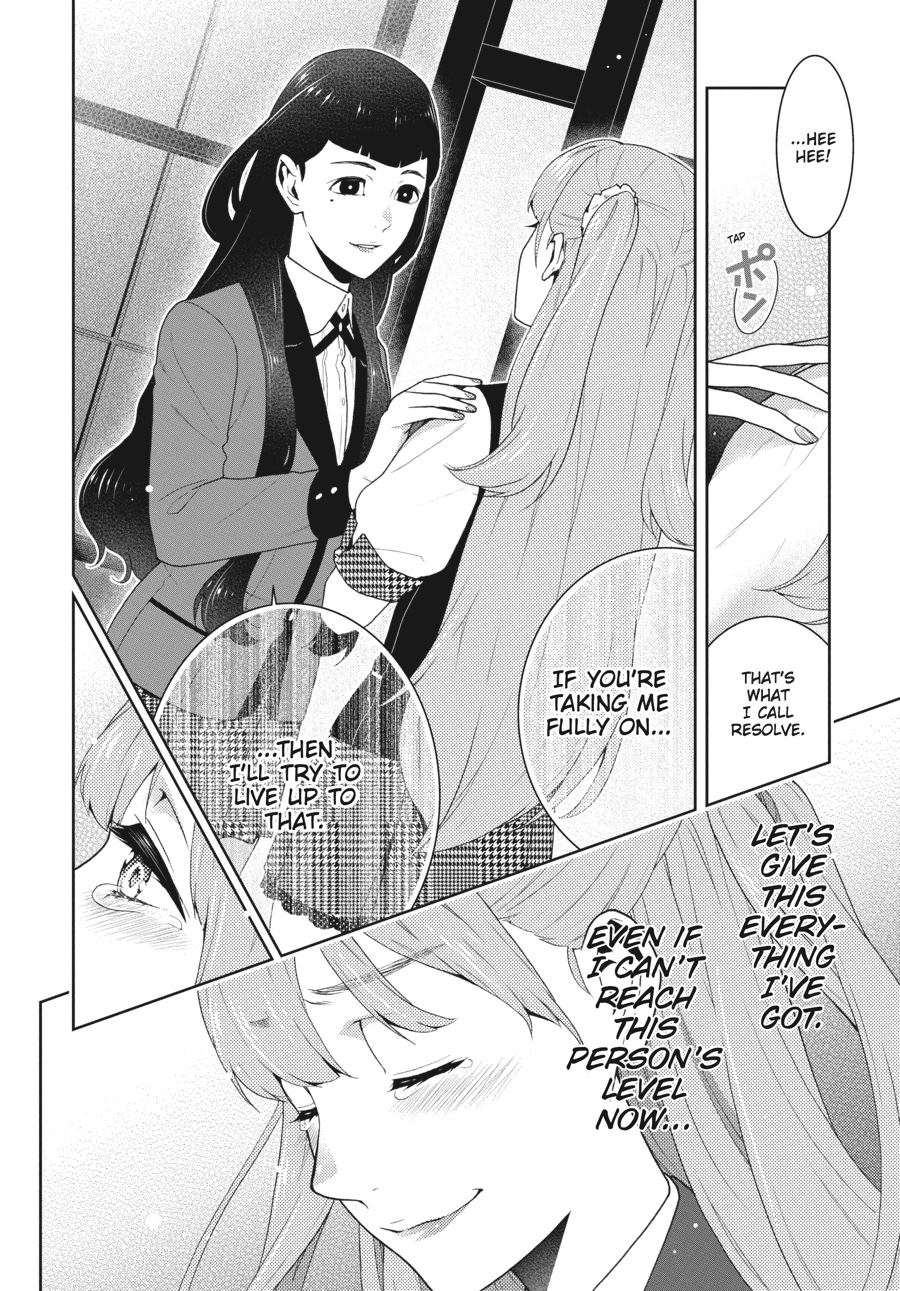 ...HEE
HEE!
TAP
ポン
THAT'S
WHAT
I CALL
RESOLVE.
IF YOU'RE
TAKING ME
FULLY ON...
...THEN
I'LL TRY TO
LIVE UP TO
THAT.
LET'S
GIVE
THIS
EVERY-
THING
I'VE
GOT.
EVEN IF
I CAN'T
REACH
THIS
PERSON'S
LEVEL
NOW...